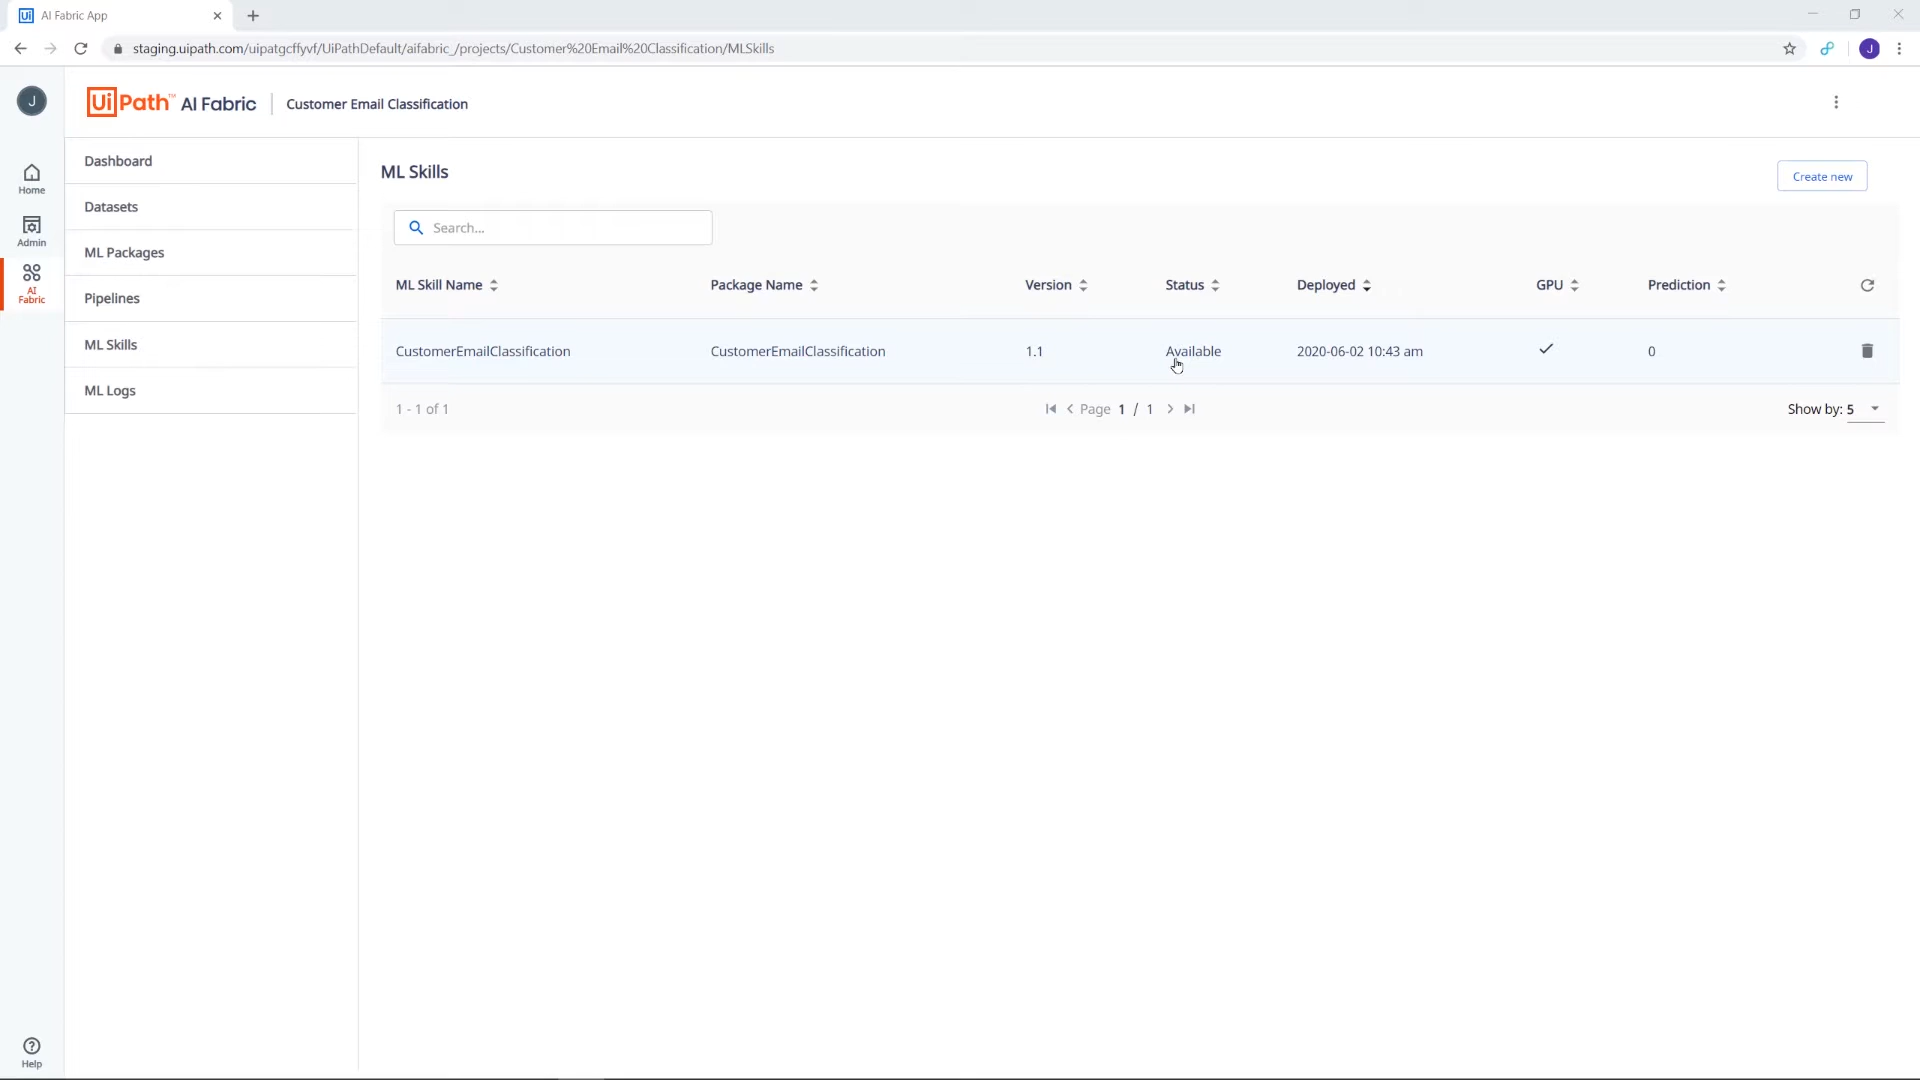 Ui AI Fabric App
staging.uipath.com/uipatgcffyvf/UiPathDefault/aifabric_/projects/Customer%20Email%20Classification/MLSkills
J
J
UiPath™ AI Fabric Customer Email Classification
Home
Admin
AI
Fabric
Help
Dashboard
Datasets
ML Packages
Pipelines
ML Skills
ML Logs
ML Skills
Create new
Search...
ML Skill Name Package Name Version Status Deployed GPU Prediction
CustomerEmailClassification CustomerEmailClassification 1.1 Available 2020-06-02 10:43 am 0
1 - 1 of 1 Page 1 / 1 Show by: 5